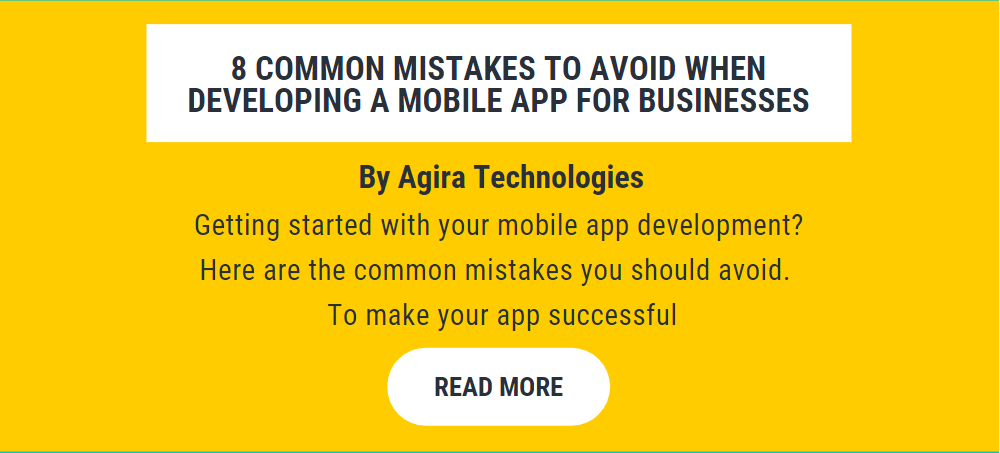 8 COMMON MISTAKES TO AVOID WHEN
DEVELOPING A MOBILE APP FOR BUSINESSES
By Agira Technologies
Getting started with your mobile app development?
Here are the common mistakes you should avoid.
To make your app successful
READ MORE